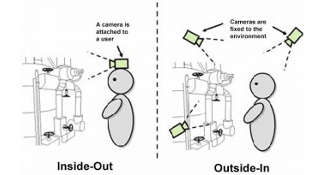 A camera is
attached to
a user
Cameras are
fixed to the
environment
Inside-Out
Outside-In